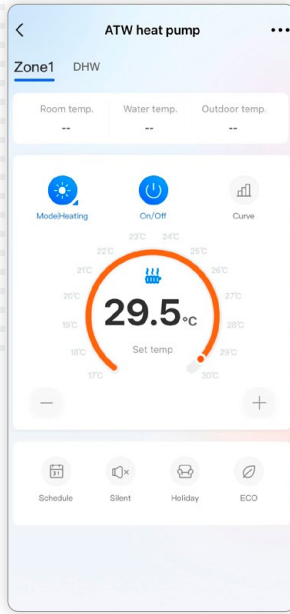 ATW heat pump
Zone1 DHW
Room temp. Water temp. Outdoor temp.
-- -- --
Mode|Heating On/Off Curve
23℃ 24℃
22℃ 25℃
21℃ 26℃
20℃ 27℃
19℃ 28℃
18℃ 29℃
17℃ 30℃
29.5℃
Set temp
31
Schedule Silent Holiday ECO